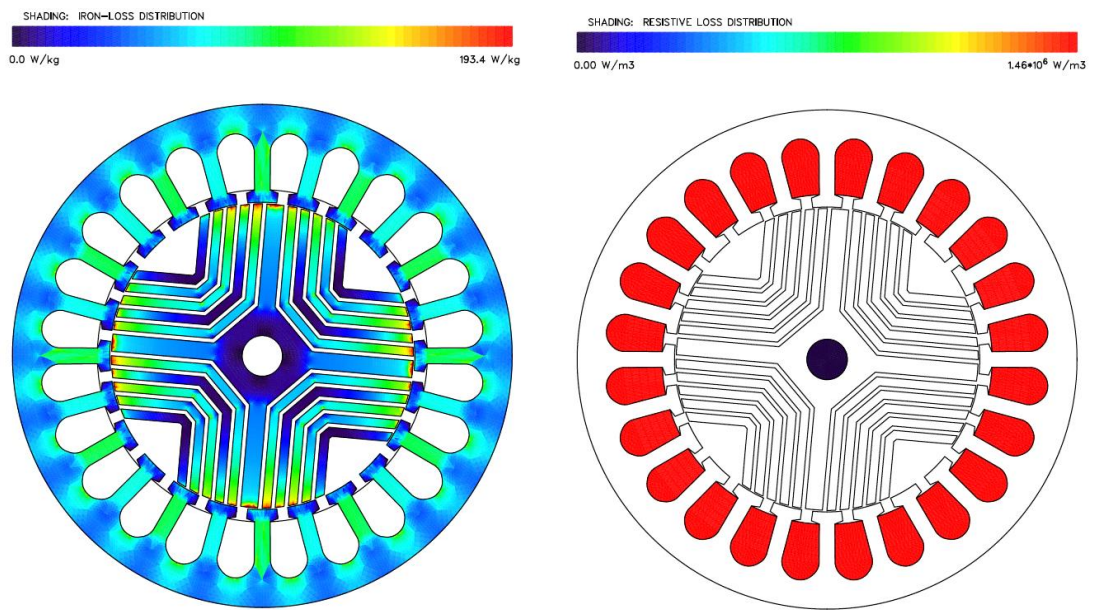 SHADING: IRON-LOSS DISTRIBUTION
0.0 W/kg 193.4 W/kg
SHADING: RESISTIVE LOSS DISTRIBUTION
0.00 W/m3 1.46*10⁶ W/m3